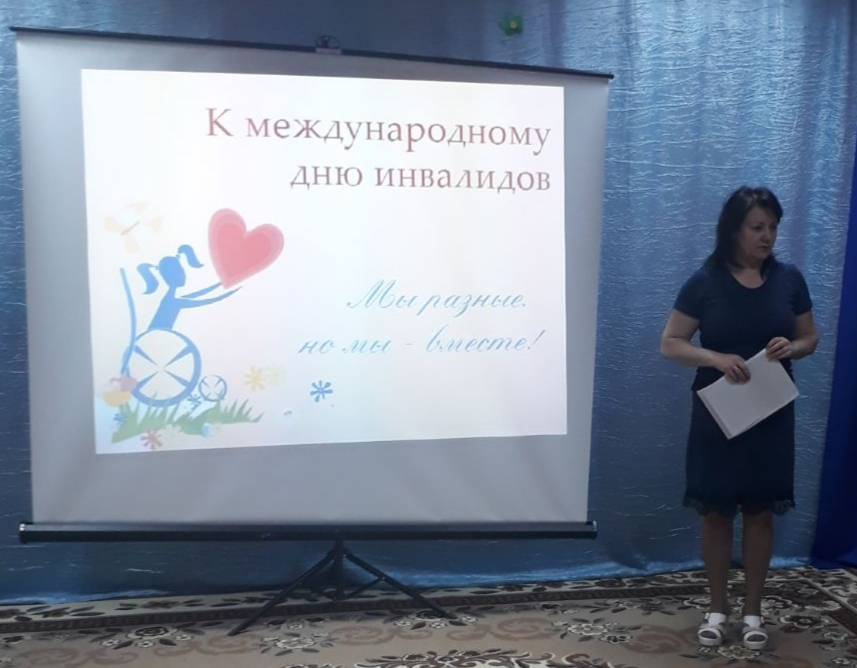 К международному
дню инвалидов
Мы разные,
но мы - вместе!